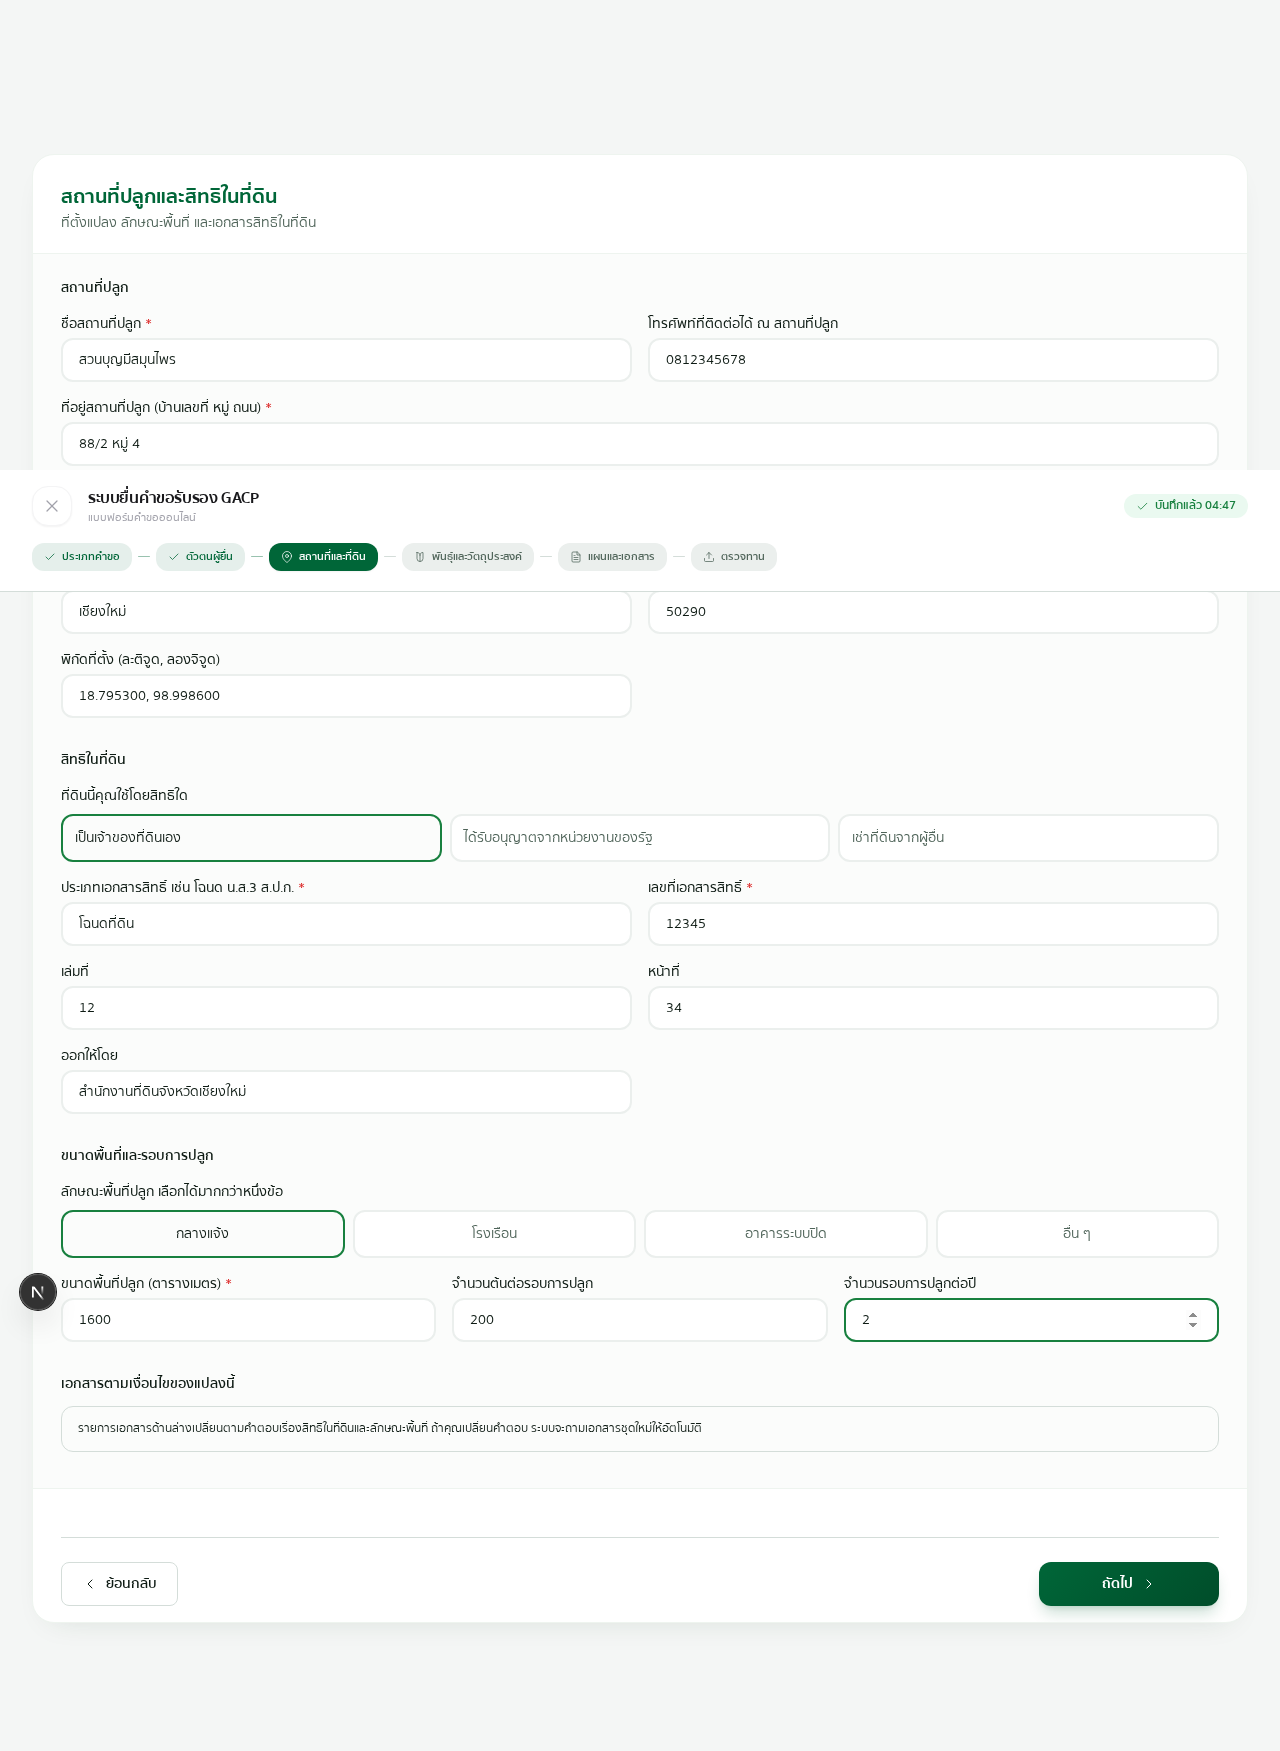 สถานที่ปลูกและสิทธิในที่ดิน
ที่ตั้งแปลง ลักษณะพื้นที่ และเอกสารสิทธิในที่ดิน
สถานที่ปลูก
ชื่อสถานที่ปลูก *
โทรศัพท์ที่ติดต่อได้ ณ สถานที่ปลูก
สวนบุญมีสมุนไพร
0812345678
ที่อยู่สถานที่ปลูก (บ้านเลขที่ หมู่ ถนน) *
88/2 หมู่ 4
ระบบยื่นคำขอรับรอง GACP
แบบฟอร์มคำขอออนไลน์
บันทึกแล้ว 04:47
ประเภทคำขอ
ตัวตนผู้ยื่น
สถานที่และที่ดิน
พันธุ์และวัตถุประสงค์
แผนและเอกสาร
ตรวจทาน
เชียงใหม่
50290
พิกัดที่ตั้ง (ละติจูด, ลองจิจูด)
18.795300, 98.998600
สิทธิในที่ดิน
ที่ดินนี้คุณใช้โดยสิทธิใด
เป็นเจ้าของที่ดินเอง
ได้รับอนุญาตจากหน่วยงานของรัฐ
เช่าที่ดินจากผู้อื่น
ประเภทเอกสารสิทธิ์ เช่น โฉนด น.ส.3 ส.ป.ก. *
เลขที่เอกสารสิทธิ์ *
โฉนดที่ดิน
12345
เล่มที่
หน้าที่
12
34
ออกให้โดย
สำนักงานที่ดินจังหวัดเชียงใหม่
ขนาดพื้นที่และรอบการปลูก
ลักษณะพื้นที่ปลูก เลือกได้มากกว่าหนึ่งข้อ
กลางแจ้ง
โรงเรือน
อาคารระบบปิด
อื่น ๆ
ขนาดพื้นที่ปลูก (ตารางเมตร) *
จำนวนต้นต่อรอบการปลูก
จำนวนรอบการปลูกต่อปี
1600
200
2
เอกสารตามเงื่อนไขของแปลงนี้
รายการเอกสารด้านล่างเปลี่ยนตามคำตอบเรื่องสิทธิในที่ดินและลักษณะพื้นที่ ถ้าคุณเปลี่ยนคำตอบ ระบบจะถามเอกสารชุดใหม่ให้อัตโนมัติ
ย้อนกลับ
ถัดไป